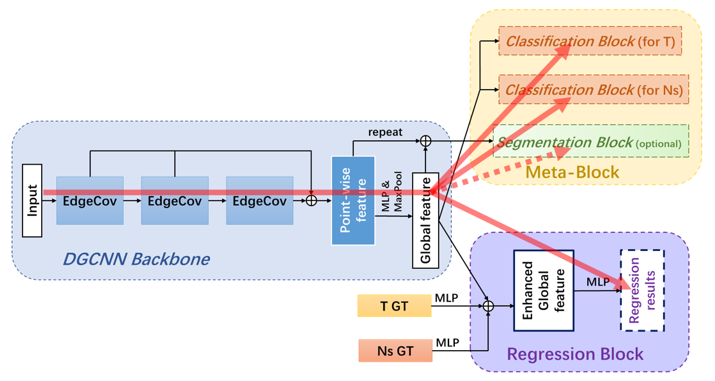 Classification Block (for T)
Classification Block (for Ns)
Segmentation Block (optional)
Meta-Block
repeat
Input
EdgeCov
EdgeCov
EdgeCov
Point-wise
feature
MLP &
MaxPool
Global feature
DGCNN Backbone
T GT
MLP
Ns GT
MLP
Enhanced
Global
feature
MLP
Regression
results
Regression Block